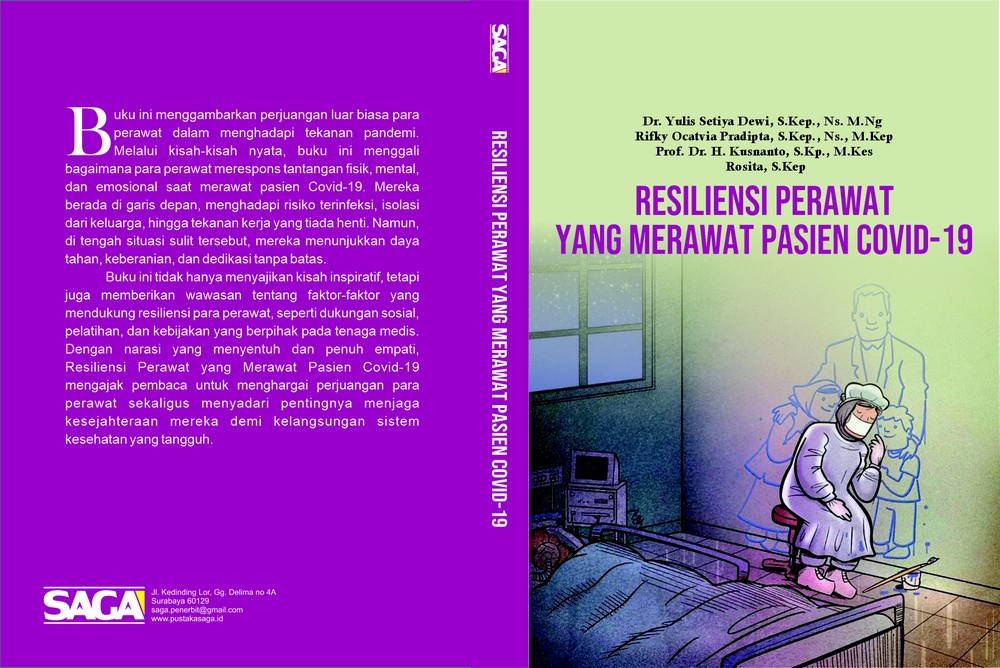 Buku ini menggambarkan perjuangan luar biasa para
perawat dalam menghadapi tekanan pandemi.
Melalui kisah-kisah nyata, buku ini menggali
bagaimana para perawat merespons tantangan fisik, mental,
dan emosional saat merawat pasien Covid-19. Mereka
berada di garis depan, menghadapi risiko terinfeksi, isolasi
dari keluarga, hingga tekanan kerja yang tiada henti. Namun,
di tengah situasi sulit tersebut, mereka menunjukkan daya
tahan, keberanian, dan dedikasi tanpa batas.
Buku ini tidak hanya menyajikan kisah inspiratif, tetapi
juga memberikan wawasan tentang faktor-faktor yang
mendukung resiliensi para perawat, seperti dukungan sosial,
pelatihan, dan kebijakan yang berpihak pada tenaga medis.
Dengan narasi yang menyentuh dan penuh empati,
Resiliensi Perawat yang Merawat Pasien Covid-19
mengajak pembaca untuk menghargai perjuangan para
perawat sekaligus menyadari pentingnya menjaga
kesejahteraan mereka demi kelangsungan sistem
kesehatan yang tangguh.
SAGA
Jl. Kedinding Lor, Gg. Delima no 4A
Surabaya 60129
saga.penerbit@gmail.com
www.pustakasaga.id
SAGA
RESILIENSI PERAWAT YANG MERAWAT PASIEN COVID-19
Dr. Yulis Setiya Dewi, S.Kep., Ns. M.Ng
Rifky Ocatvia Pradipta, S.Kep., Ns., M.Kep
Prof. Dr. H. Kusnanto, S.Kp., M.Kes
Rosita, S.Kep
RESILIENSI PERAWAT
YANG MERAWAT PASIEN COVID-19